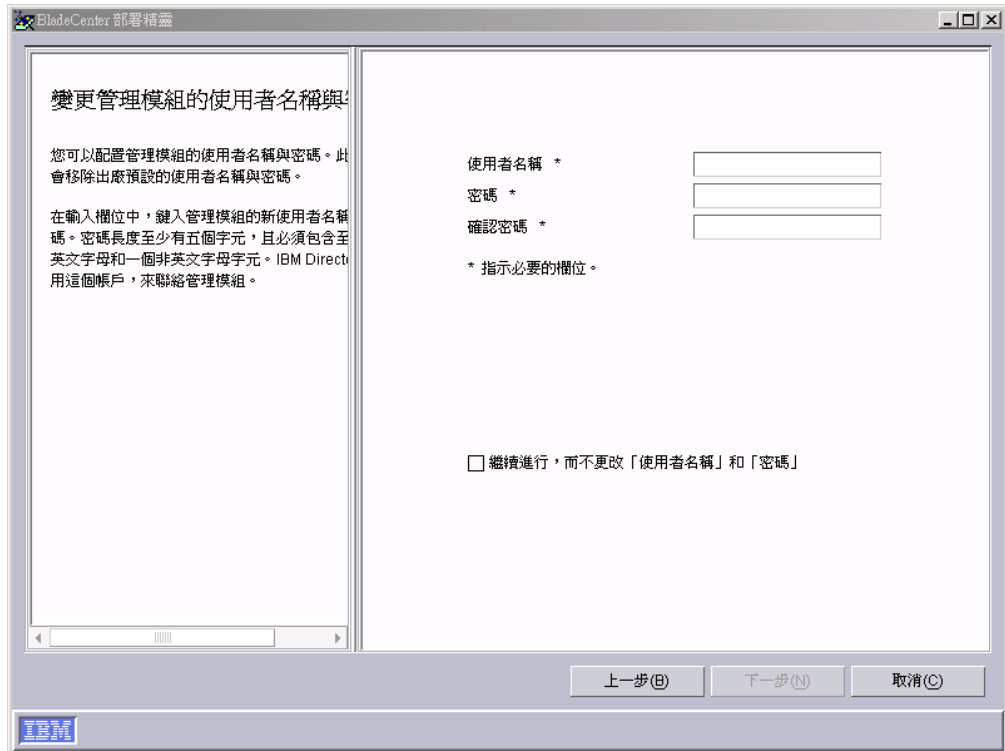 BladeCenter 部署精靈
變更管理模組的使用者名稱與
您可以配置管理模組的使用者名稱與密碼。此
會移除出廠預設的使用者名稱與密碼。
在輸入欄位中，鍵入管理模組的新使用者名稱
碼。密碼長度至少有五個字元，且必須包含至
英文字母和一個非英文字母字元。IBM Directo
用這個帳戶，來聯絡管理模組。
使用者名稱 *
密碼 *
確認密碼 *
* 指示必要的欄位。
繼續進行，而不更改「使用者名稱」和「密碼」
上一步(B)
下一步(N)
取消(C)
IBM